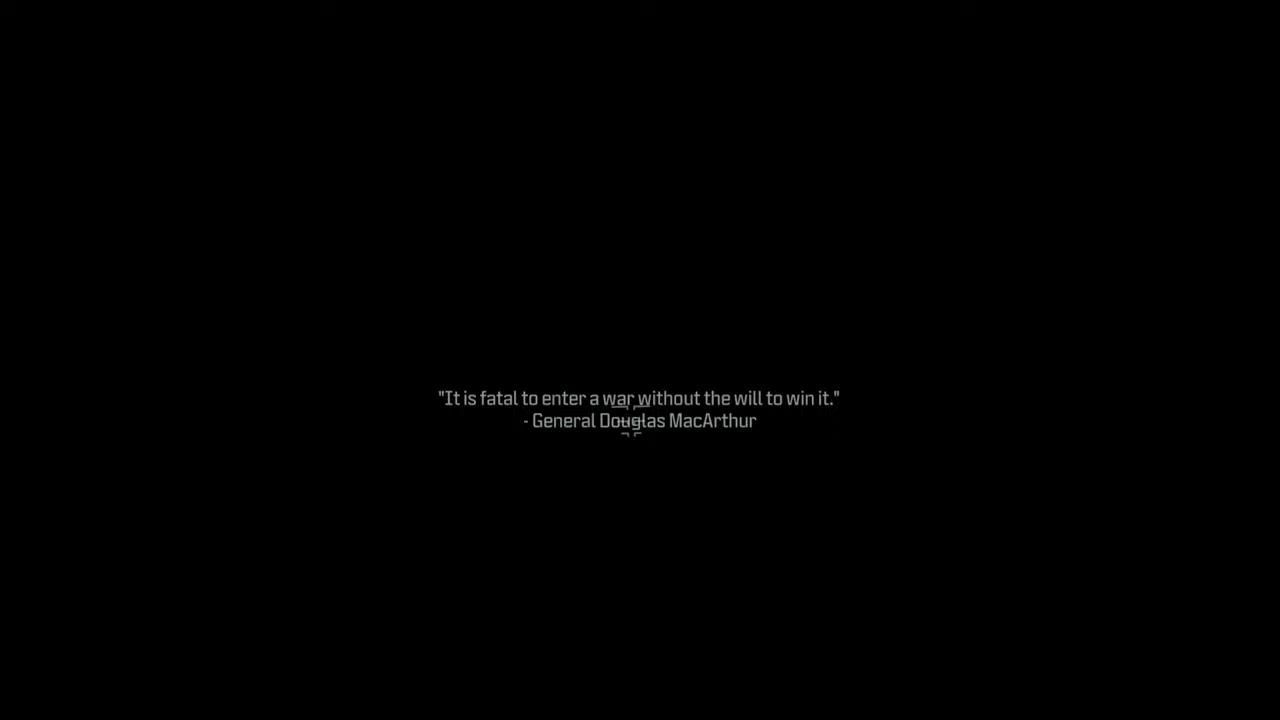 "It is fatal to enter a war without the will to win it."
- General Douglas MacArthur